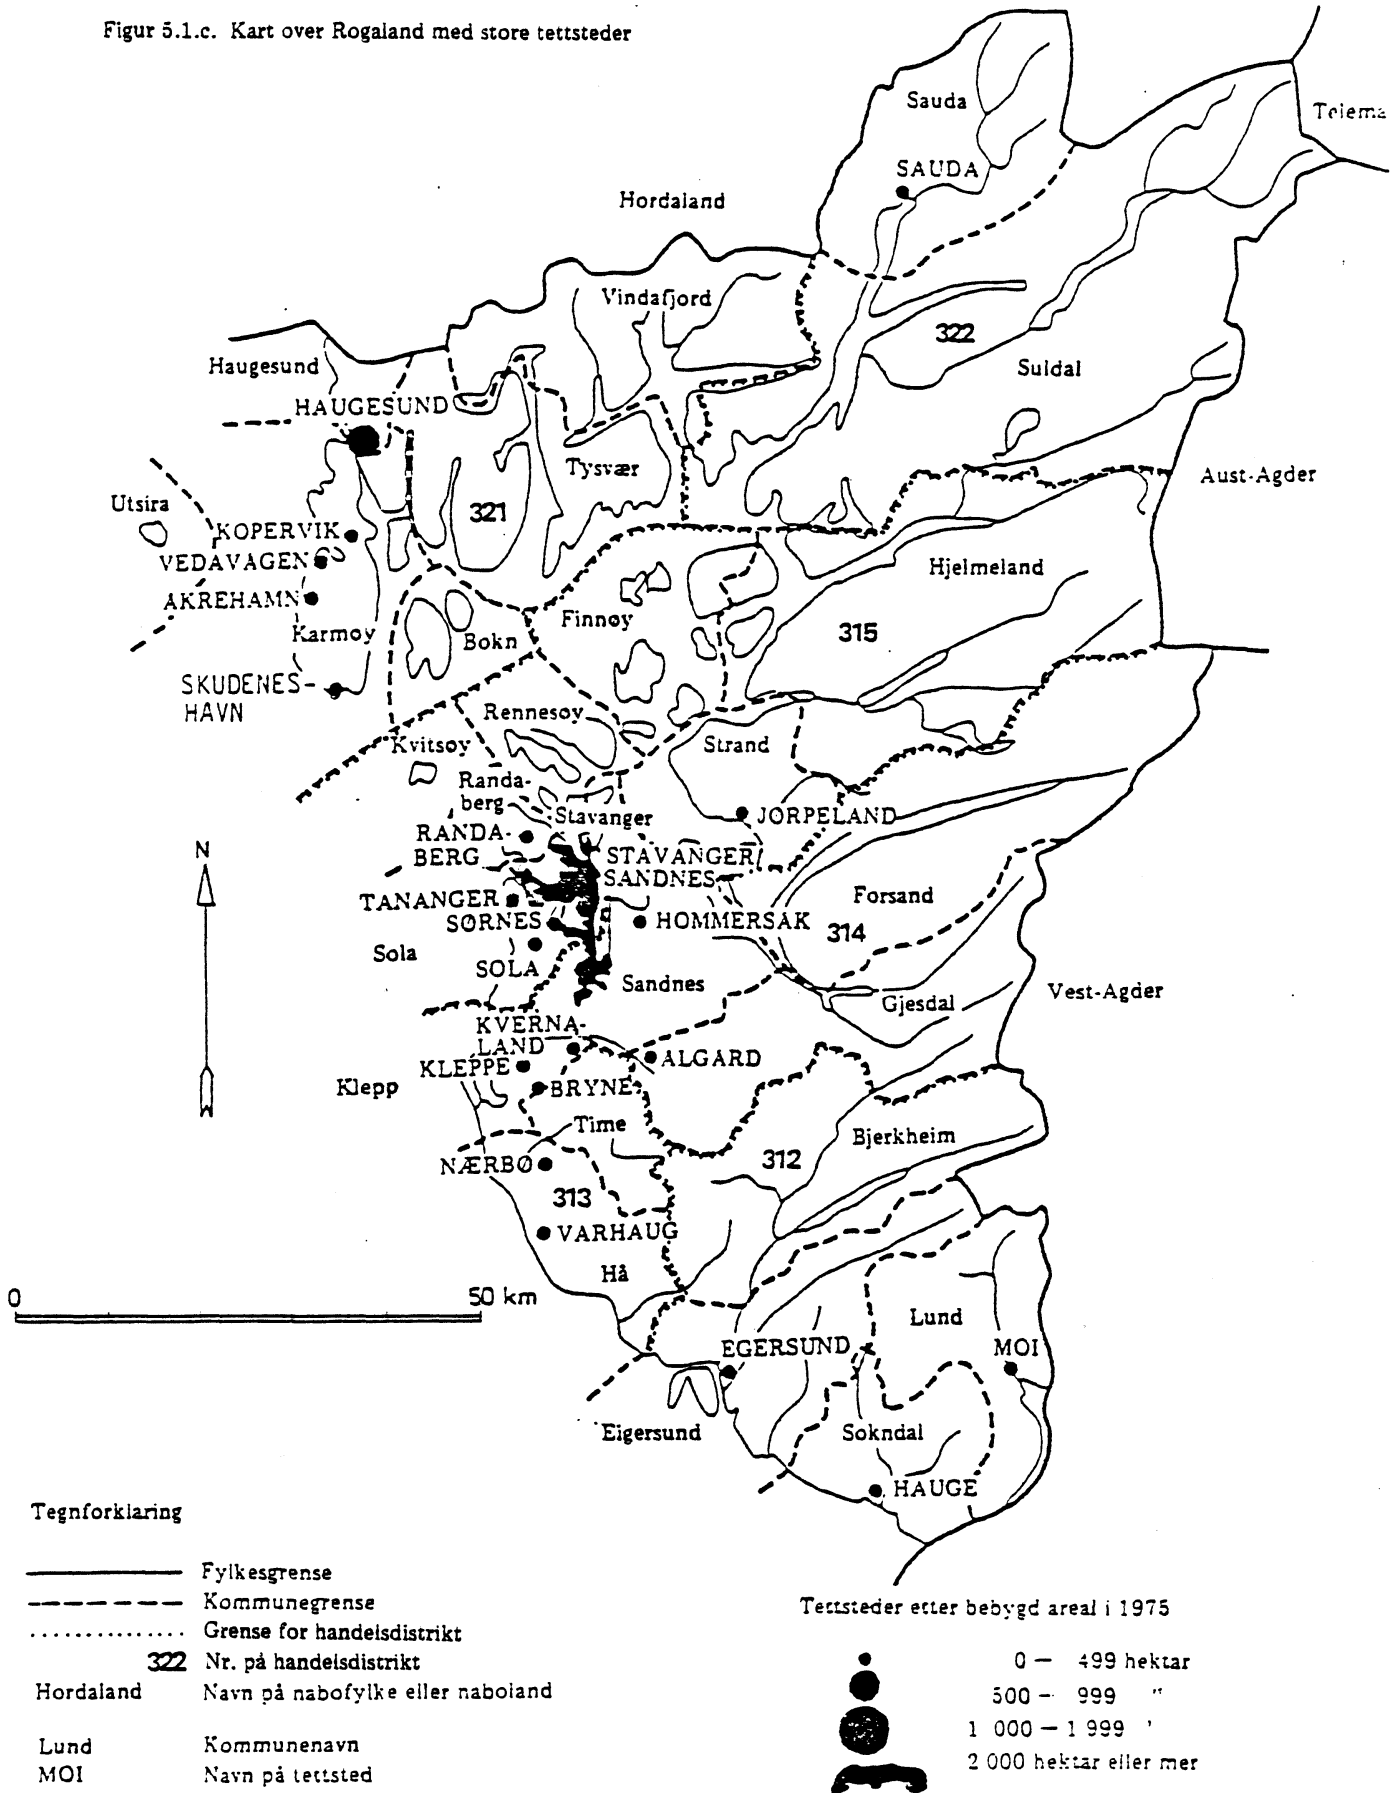 Figur 5.1.c. Kart over Rogaland med store tettsteder
Sauda
SAUDA
Hordaland
Vindafjord
322
Suldal
Haugesund
HAUGESUND
Tysvær
Aust-Agder
321
Utsira
KOPERVIK
VEDAVAGEN
AKREHAMN
Karmøy
SKUDENES-
HAVN
Bokn
Finnøy
Hjelmeland
315
Rennesøy
Kvitsøy
Strand
Randa-
berg
Stavanger
RANDA-
BERG
JØRPELAND
STAVANGER/
SANDNES
TANANGER
SØRNES
HOMMERSAK
Forsand
314
Sola
SOLA
Sandnes
Gjesdal
Vest-Agder
KVERNA-
LAND
KLEPPE
ALGARD
Klepp
BRYNE
Time
NÆRBØ
312
Bjerkheim
313
VARHAUG
Hå
N
0
50 km
Lund
EGERSUND
MOI
Eigersund
Sokndal
HAUGE
Tegnforklaring
Fylkesgrense
Kommunegrense
Grense for handelsdistrikt
322 Nr. på handelsdistrikt
Hordaland Navn på nabofylke eller naboland
Lund Kommunenavn
MOI Navn på tettsted
Tettsteder etter bebygd areal i 1975
0 — 499 hektar
500 - 999 "
1 000 — 1 999 '
2 000 hektar eller mer